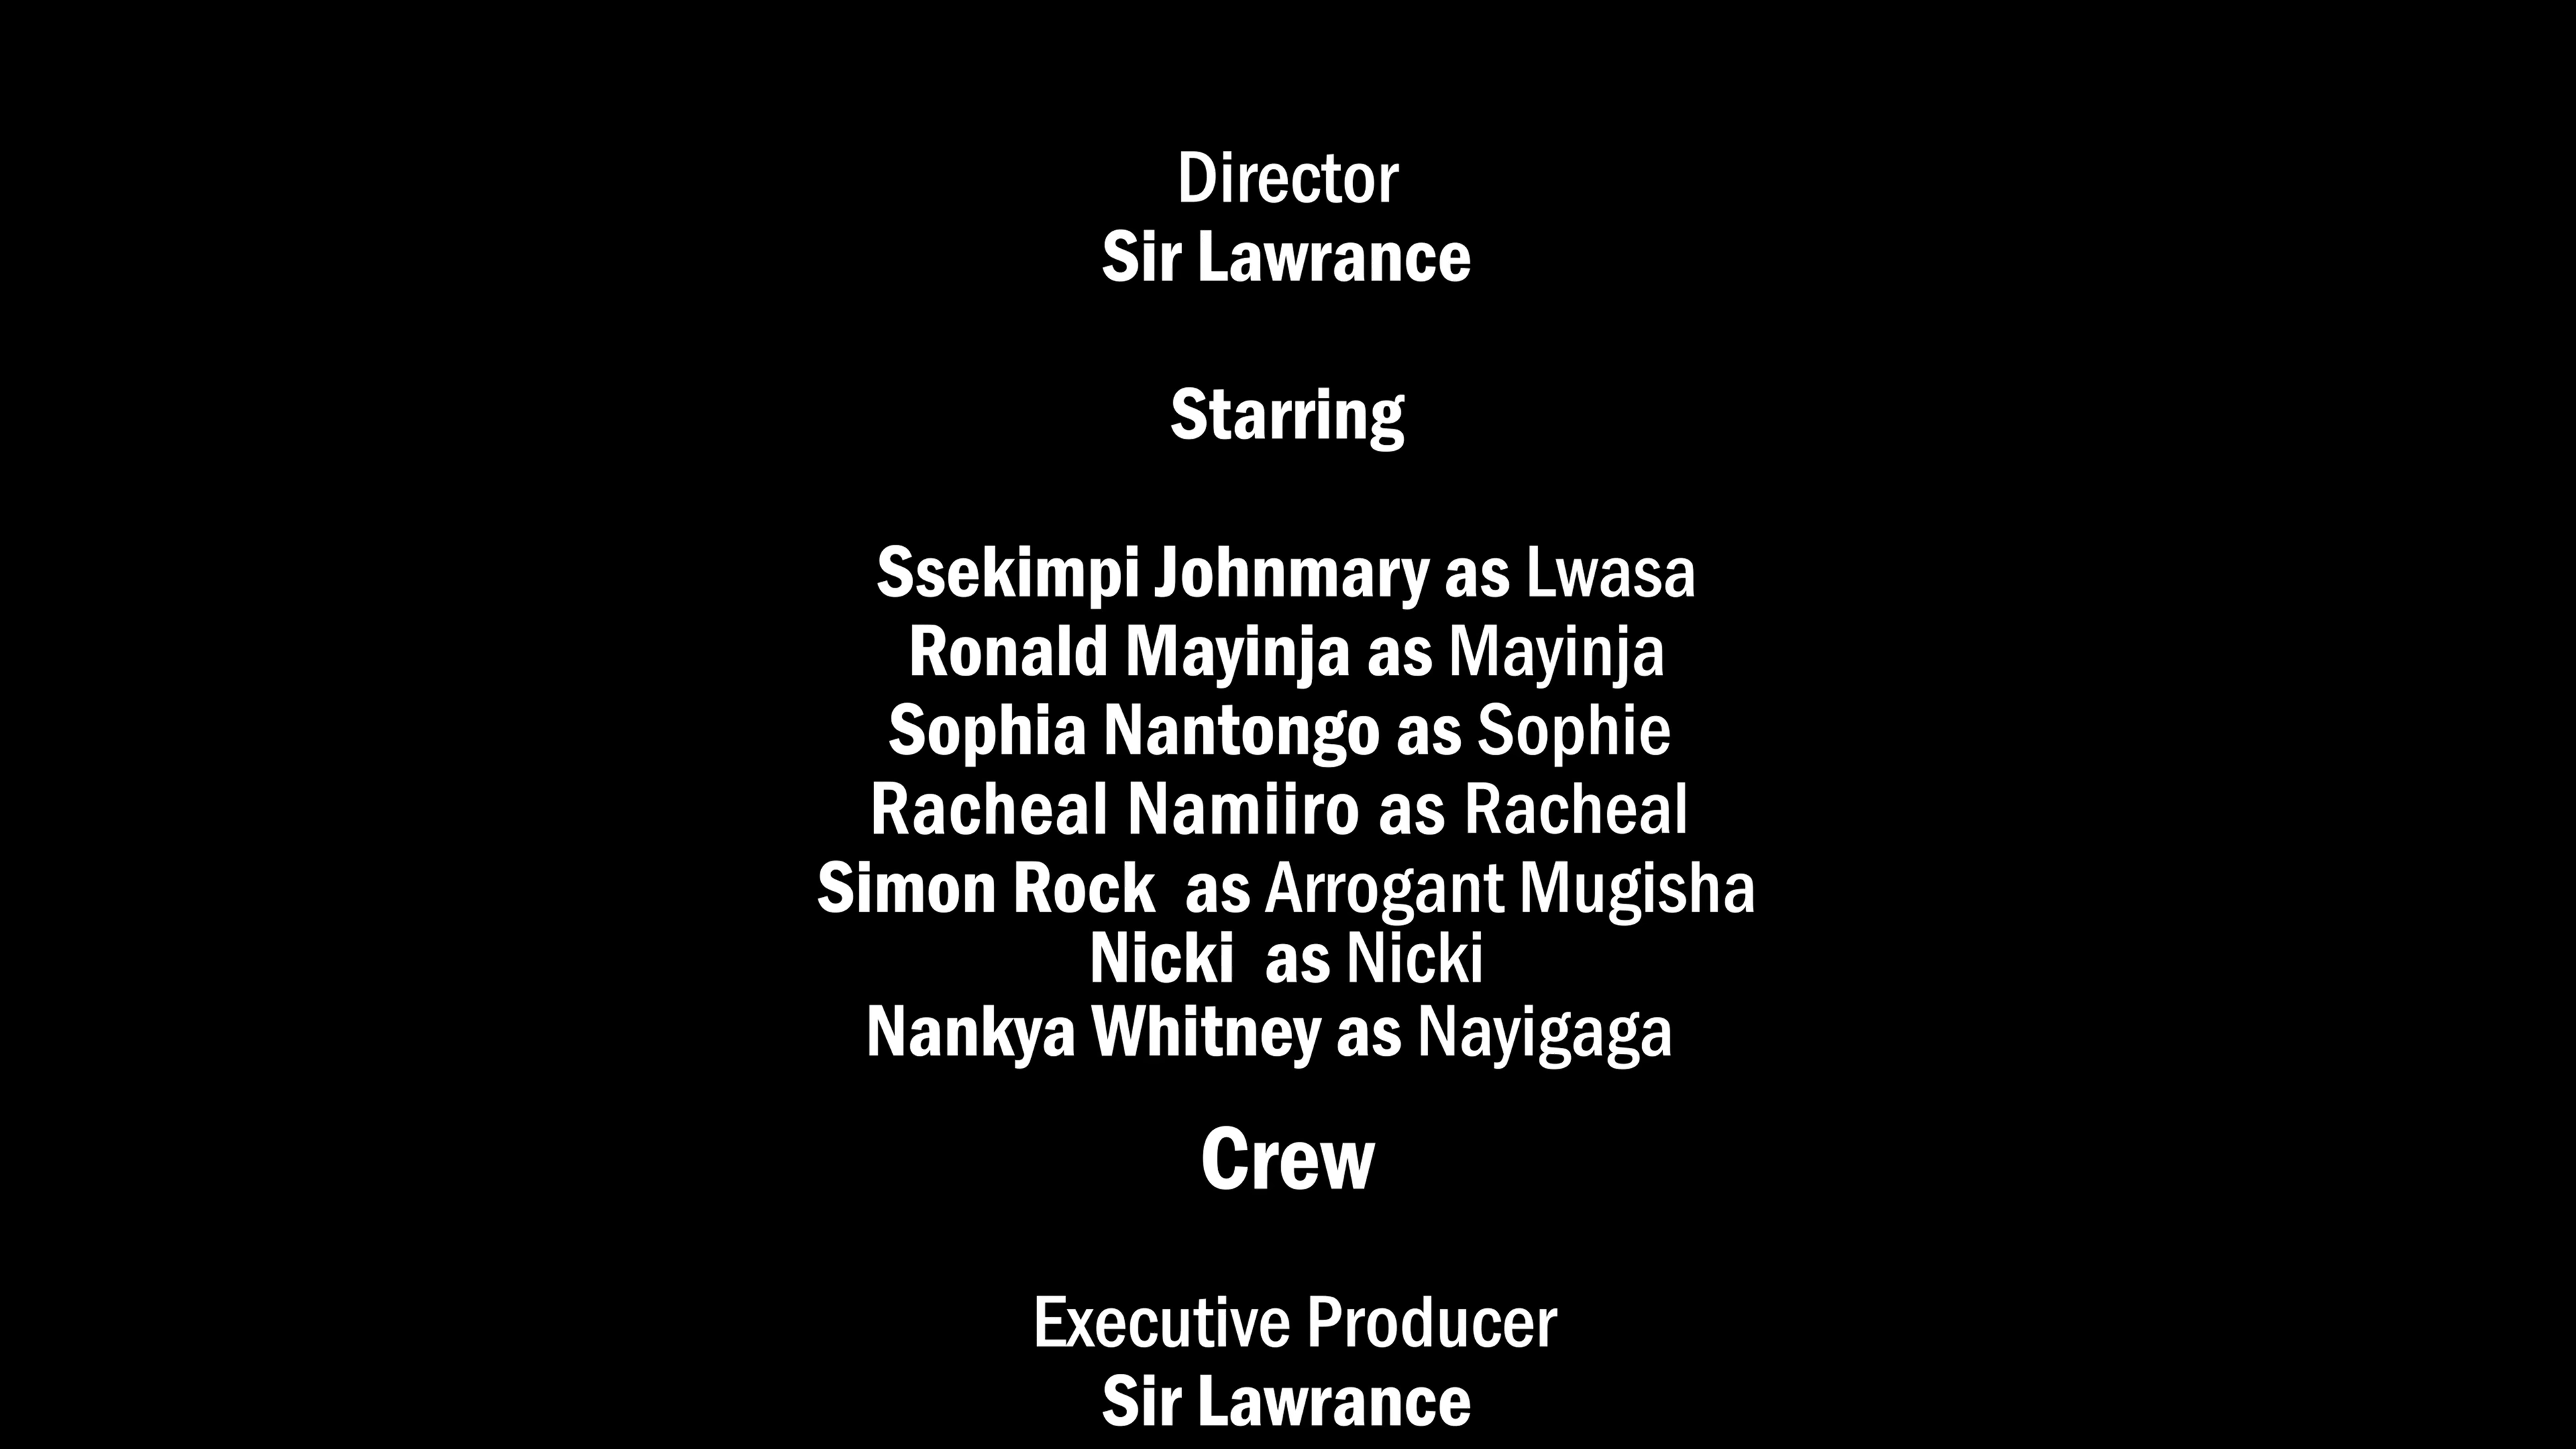 Director
Sir Lawrance
Starring
Ssekimpi Johnmary as Lwasa
Ronald Mayinja as Mayinja
Sophia Nantongo as Sophie
Racheal Namiiro as Racheal
Simon Rock  as Arrogant Mugisha
Nicki  as Nicki
Nankya Whitney as Nayigaga
Crew
Executive Producer
Sir Lawrance